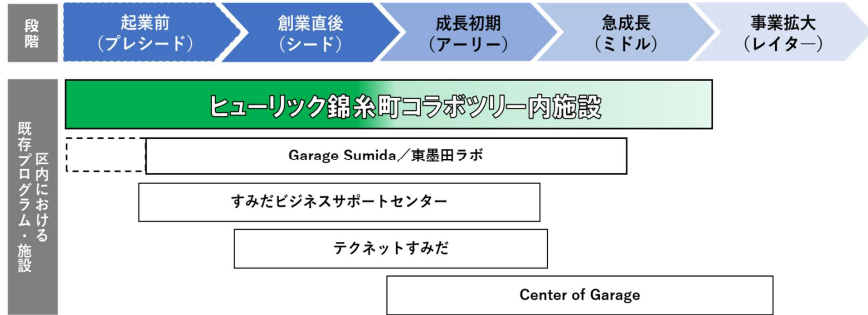 段階
起業前
（プレシード）
創業直後
（シード）
成長初期
（アーリー）
急成長
（ミドル）
事業拡大
（レイター）
区内における
既存プログラム・施設
ヒューリック錦糸町コラボツリー内施設
Garage Sumida／東墨田ラボ
すみだビジネスサポートセンター
テクネットすみだ
Center of Garage